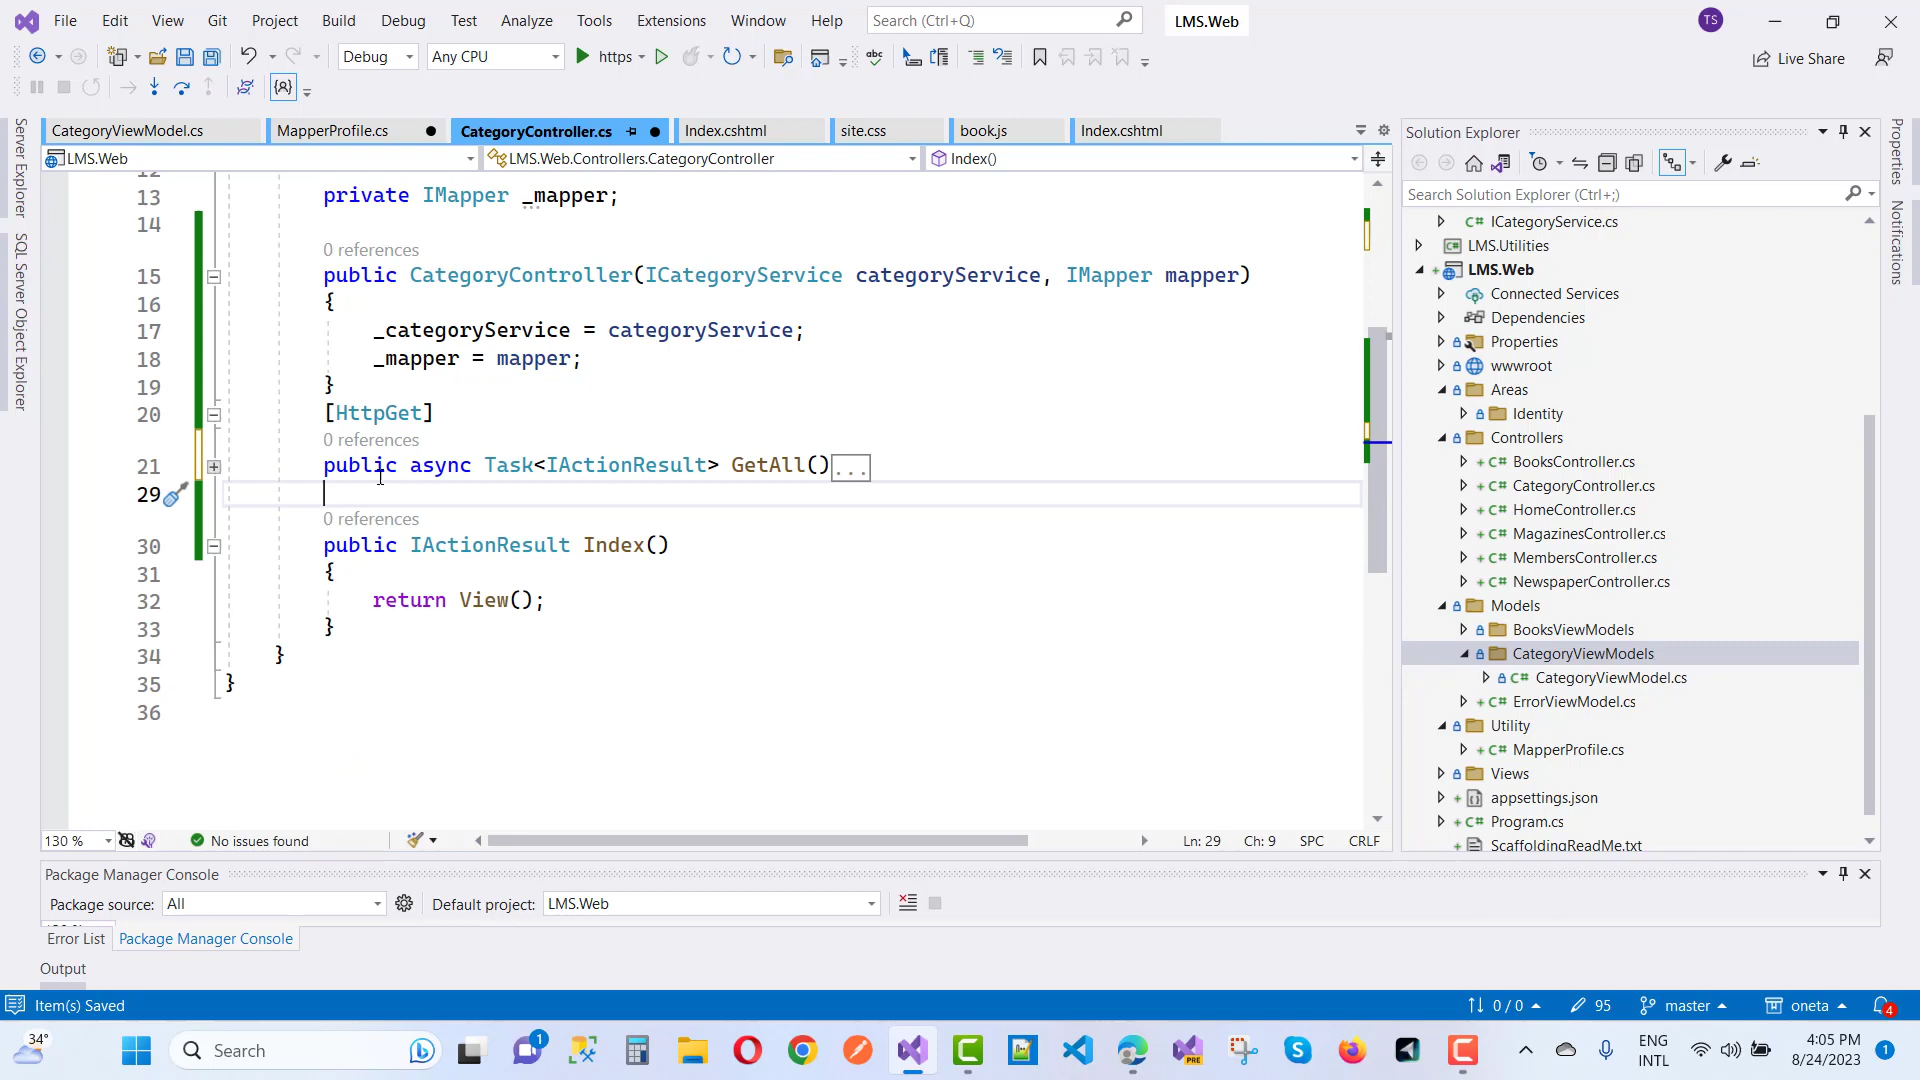 File Edit View Git Project Build Debug Test Analyze Tools Extensions Window Help Search (Ctrl+Q) LMS.Web TS
Debug Any CPU https Live Share
CategoryViewModel.cs MapperProfile.cs CategoryController.cs Index.cshtml site.css book.js Index.cshtml
LMS.Web LMS.Web.Controllers.CategoryController Index()
Server Explorer
SQL Server Object Explorer
13 private IMapper _mapper;
14
0 references
15 public CategoryController(ICategoryService categoryService, IMapper mapper)
16 {
17 _categoryService = categoryService;
18 _mapper = mapper;
19 }
20 [HttpGet]
0 references
21 public async Task<IActionResult> GetAll()...
29
0 references
30 public IActionResult Index()
31 {
32 return View();
33 }
34 }
35 }
36
130 % No issues found Ln: 29 Ch: 9 SPC CRLF
Solution Explorer
Search Solution Explorer (Ctrl+;)
ICategoryService.cs
LMS.Utilities
LMS.Web
Connected Services
Dependencies
Properties
wwwroot
Areas
Identity
Controllers
BooksController.cs
CategoryController.cs
HomeController.cs
MagazinesController.cs
MembersController.cs
NewspaperController.cs
Models
BooksViewModels
CategoryViewModels
CategoryViewModel.cs
ErrorViewModel.cs
Utility
MapperProfile.cs
Views
appsettings.json
Program.cs
ScaffoldingReadMe.txt
Properties
Notifications
Package Manager Console
Package source: All Default project: LMS.Web
Error List Package Manager Console
Output
Item(s) Saved 0 / 0 95 master oneta 4
34° Search 1 PRE ENG INTL 4:05 PM 8/24/2023 1